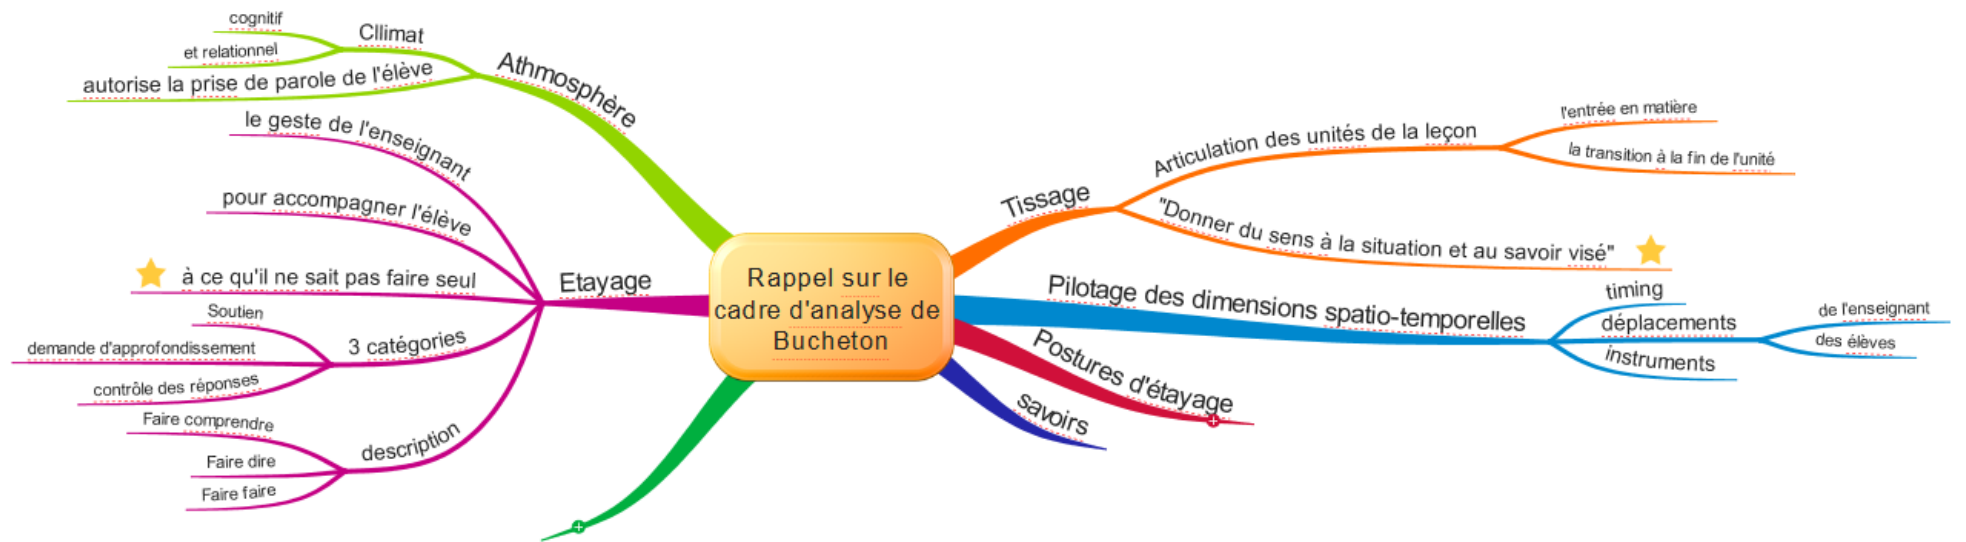 Rappel sur le
cadre d'analyse de
Bucheton
Athmosphère
Cllimat
cognitif
et relationnel
autorise la prise de parole de l'élève
Etayage
le geste de l'enseignant
pour accompagner l'élève
à ce qu'il ne sait pas faire seul
3 catégories
Soutien
demande d'approfondissement
contrôle des réponses
description
Faire comprendre
Faire dire
Faire faire
Tissage
Articulation des unités de la leçon
l'entrée en matière
la transition à la fin de l'unité
"Donner du sens à la situation et au savoir visé"
Pilotage des dimensions spatio-temporelles
timing
déplacements
de l'enseignant
des élèves
instruments
Postures d'étayage
savoirs